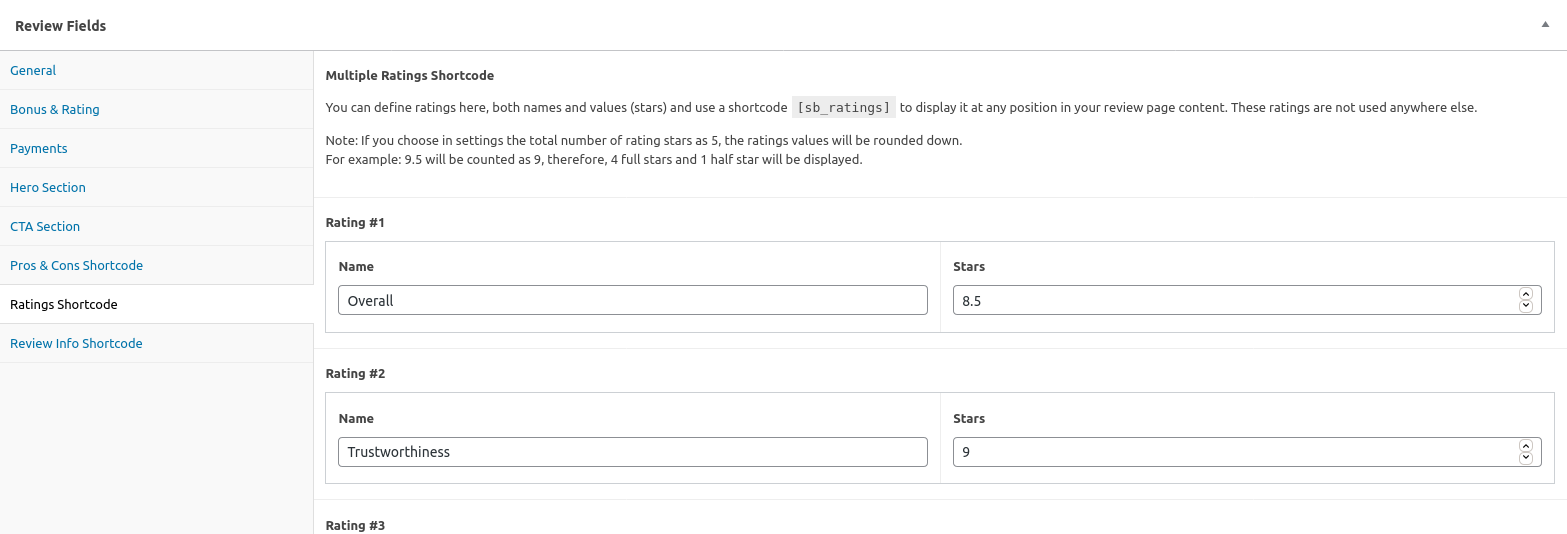 Review Fields
General
Bonus & Rating
Payments
Hero Section
CTA Section
Pros & Cons Shortcode
Ratings Shortcode
Review Info Shortcode
Multiple Ratings Shortcode
You can define ratings here, both names and values (stars) and use a shortcode [sb_ratings] to display it at any position in your review page content. These ratings are not used anywhere else.
Note: If you choose in settings the total number of rating stars as 5, the ratings values will be rounded down.
For example: 9.5 will be counted as 9, therefore, 4 full stars and 1 half star will be displayed.
Rating #1
Name Stars
Overall 8.5
Rating #2
Name Stars
Trustworthiness 9
Rating #3